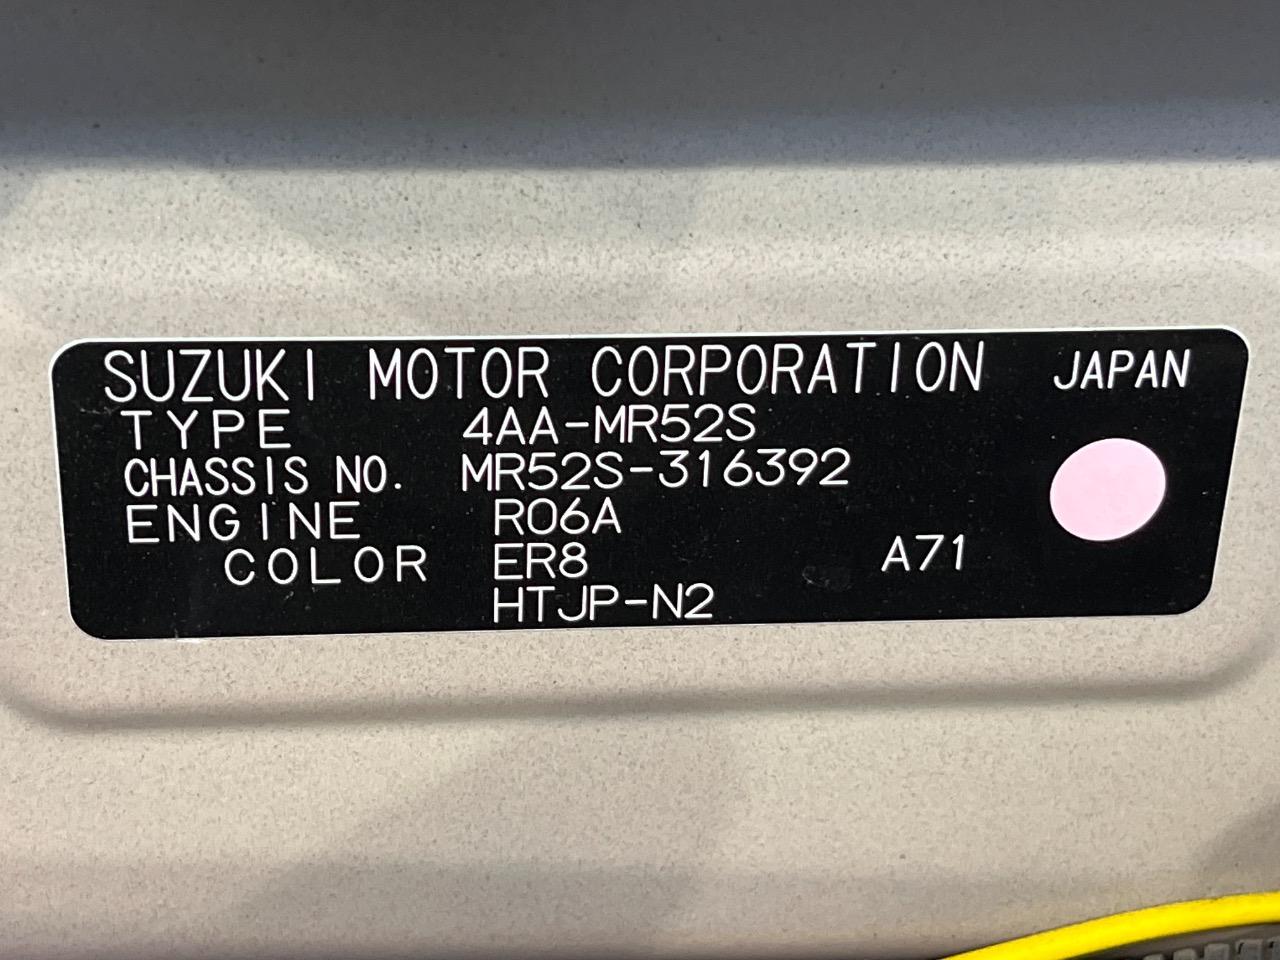 SUZUKI MOTOR CORPORATION JAPAN
TYPE 4AA-MR52S
CHASSIS NO. MR52S-316392
ENGINE R06A
COLOR ER8 A71
HTJP-N2